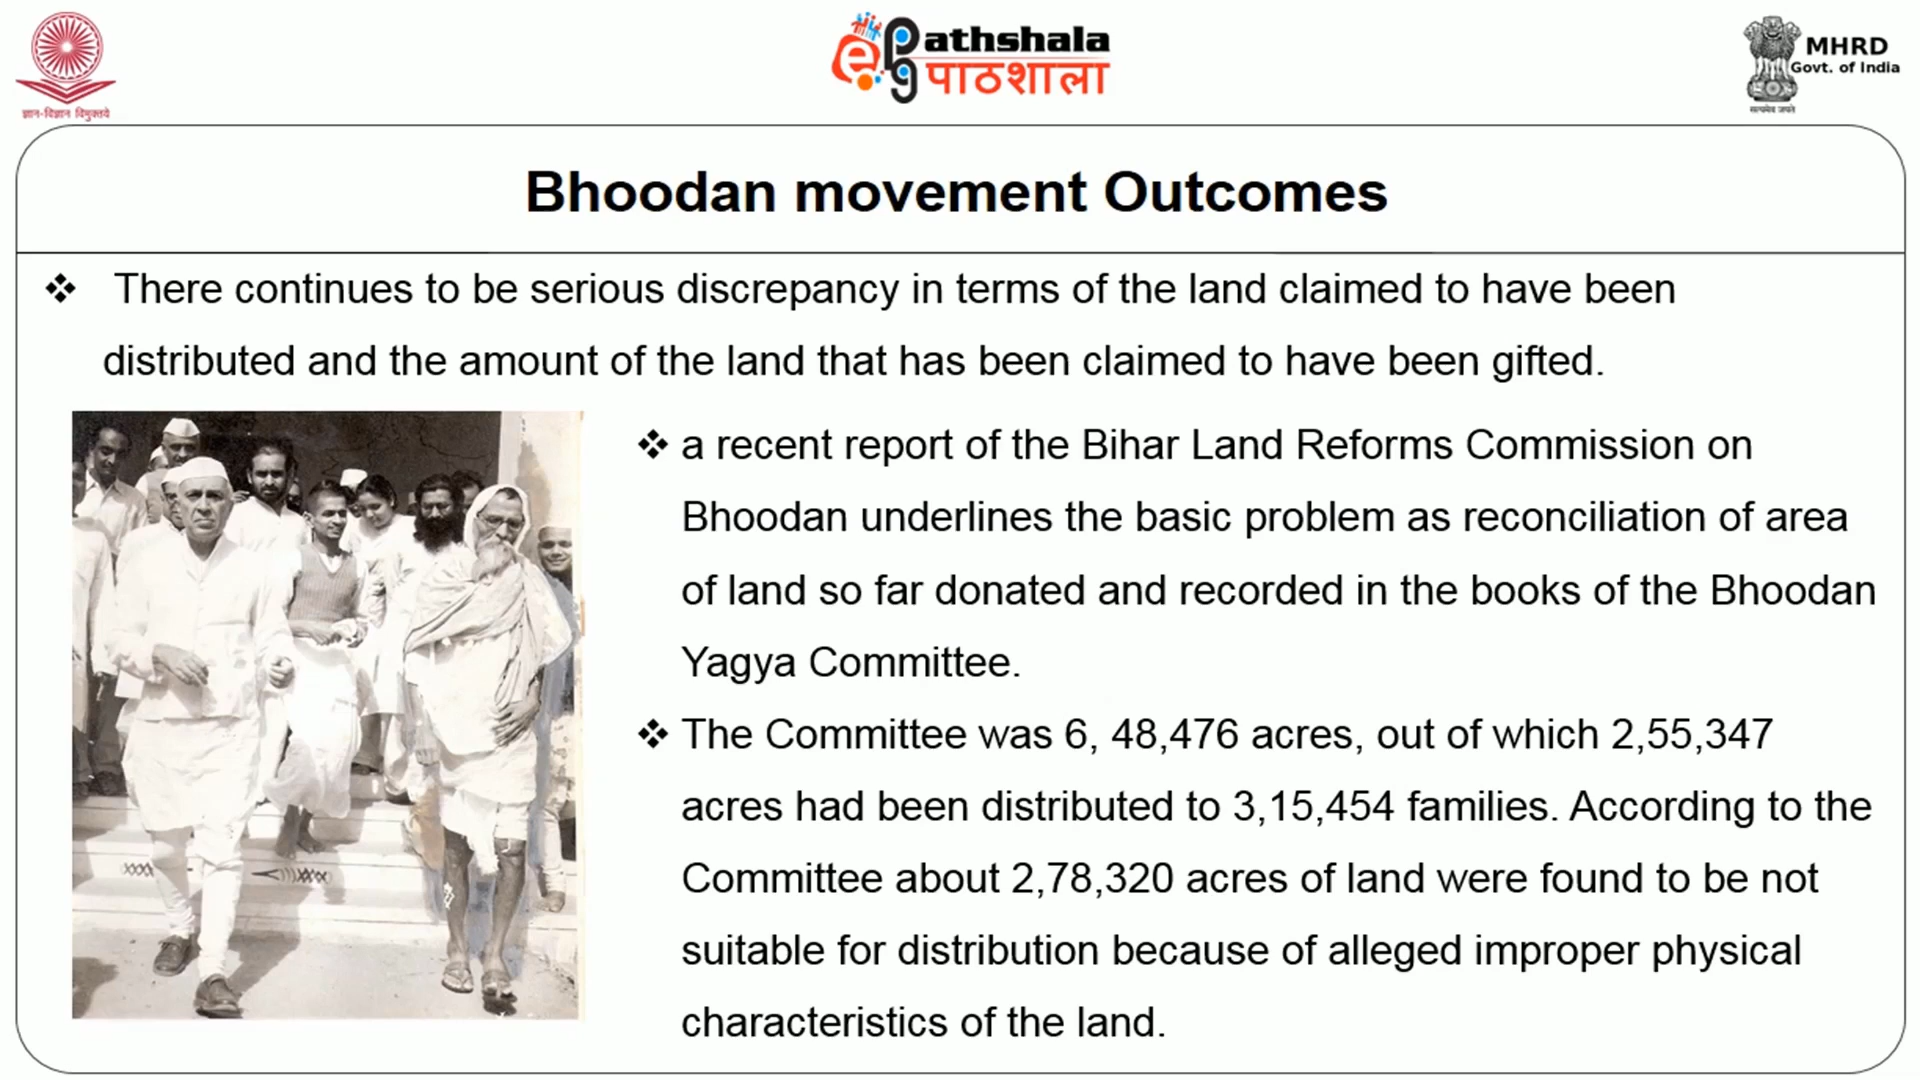 ज्ञान-विज्ञान विमुक्तये
ePG
athshala
पाठशाला
MHRD
Govt. of India
सत्यमेव जयते
Bhoodan movement Outcomes
❖ There continues to be serious discrepancy in terms of the land claimed to have been
distributed and the amount of the land that has been claimed to have been gifted.
❖ a recent report of the Bihar Land Reforms Commission on
Bhoodan underlines the basic problem as reconciliation of area
of land so far donated and recorded in the books of the Bhoodan
Yagya Committee.
❖ The Committee was 6, 48,476 acres, out of which 2,55,347
acres had been distributed to 3,15,454 families. According to the
Committee about 2,78,320 acres of land were found to be not
suitable for distribution because of alleged improper physical
characteristics of the land.